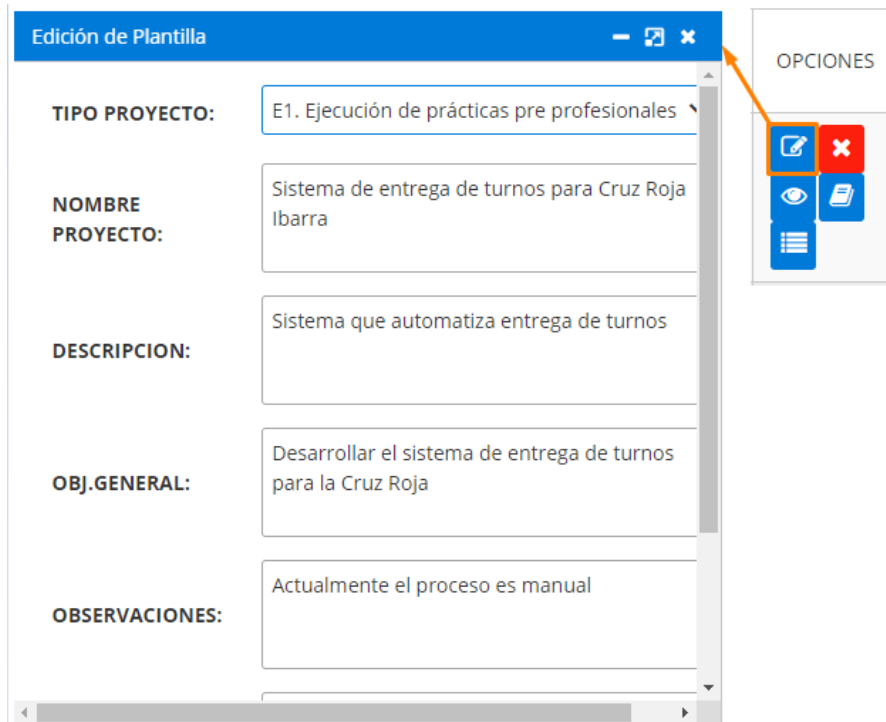 Edición de Plantilla
OPCIONES
TIPO PROYECTO:
E1. Ejecución de prácticas pre profesionales
NOMBRE
PROYECTO:
Sistema de entrega de turnos para Cruz Roja
Ibarra
DESCRIPCION:
Sistema que automatiza entrega de turnos
OBJ.GENERAL:
Desarrollar el sistema de entrega de turnos
para la Cruz Roja
OBSERVACIONES:
Actualmente el proceso es manual